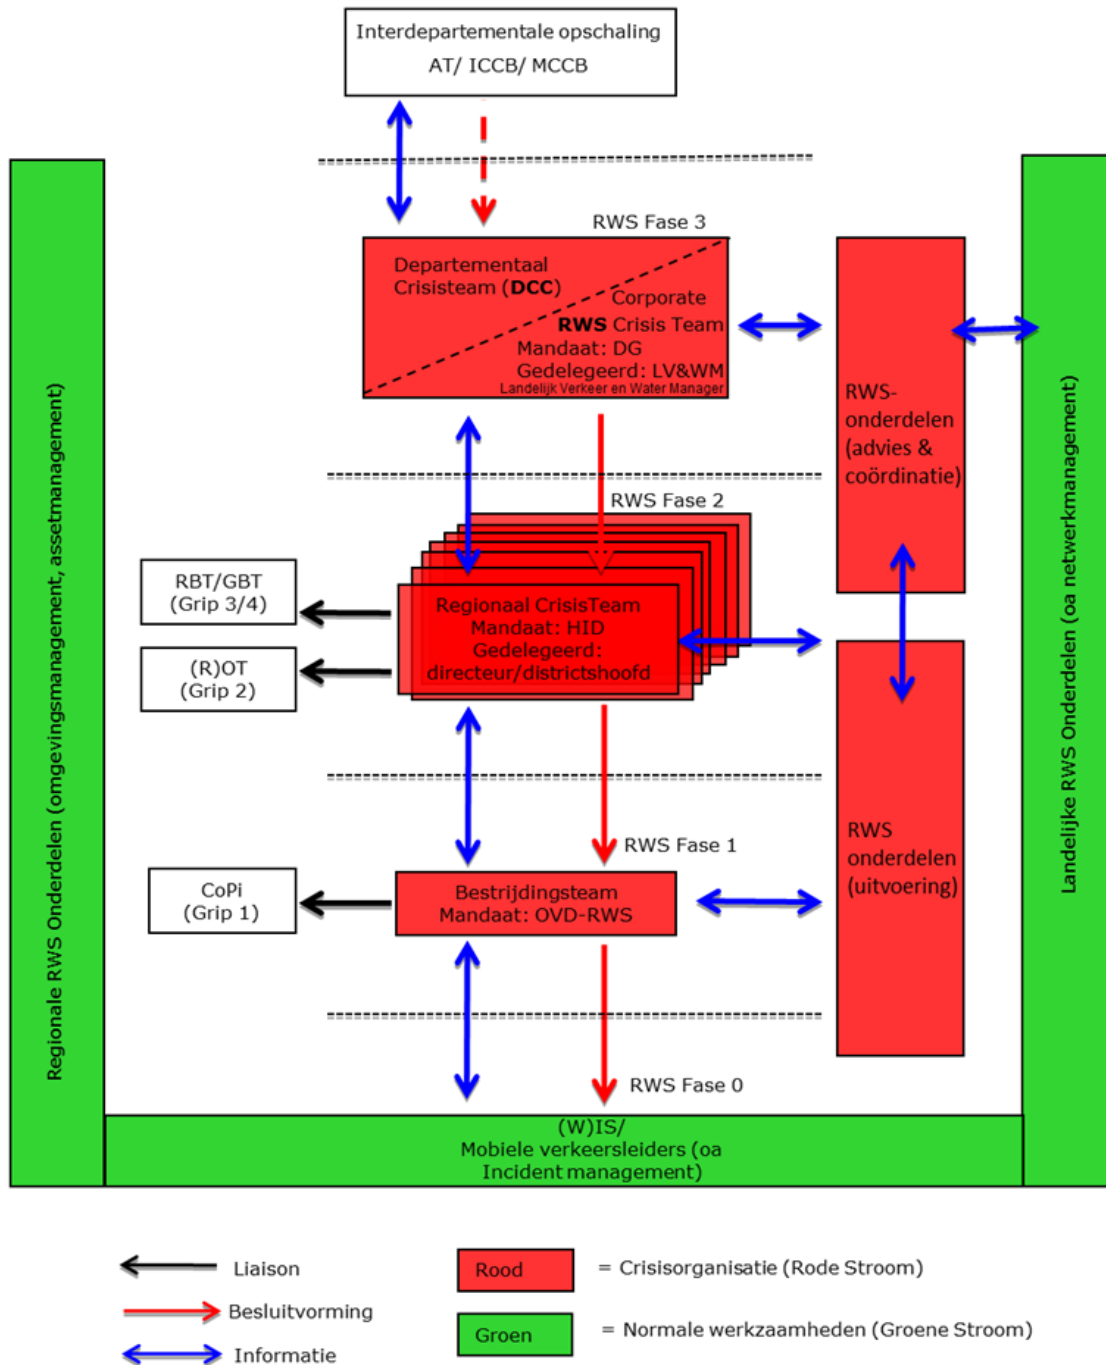 Interdepartementale opschaling
AT/ ICCB/ MCCB
RWS Fase 3
Departementaal
Crisisteam (DCC)
Corporate
RWS Crisis Team
Mandaat: DG
Gedelegeerd: LV&WM
Landelijk Verkeer en Water Manager
RWS-
onderdelen
(advies &
coördinatie)
RWS Fase 2
RBT/GBT
(Grip 3/4)
(R)OT
(Grip 2)
Regionaal CrisisTeam
Mandaat: HID
Gedelegeerd:
directeur/districtshoofd
RWS
onderdelen
(uitvoering)
RWS Fase 1
CoPi
(Grip 1)
Bestrijdingsteam
Mandaat: OVD-RWS
RWS Fase 0
(W)IS/
Mobiele verkeersleiders (oa
Incident management)
Regionale RWS Onderdelen (omgevingsmanagement, assetmanagement)
Landelijke RWS Onderdelen (oa netwerkmanagement)
Liaison
Besluitvorming
Informatie
Rood
= Crisisorganisatie (Rode Stroom)
Groen
= Normale werkzaamheden (Groene Stroom)